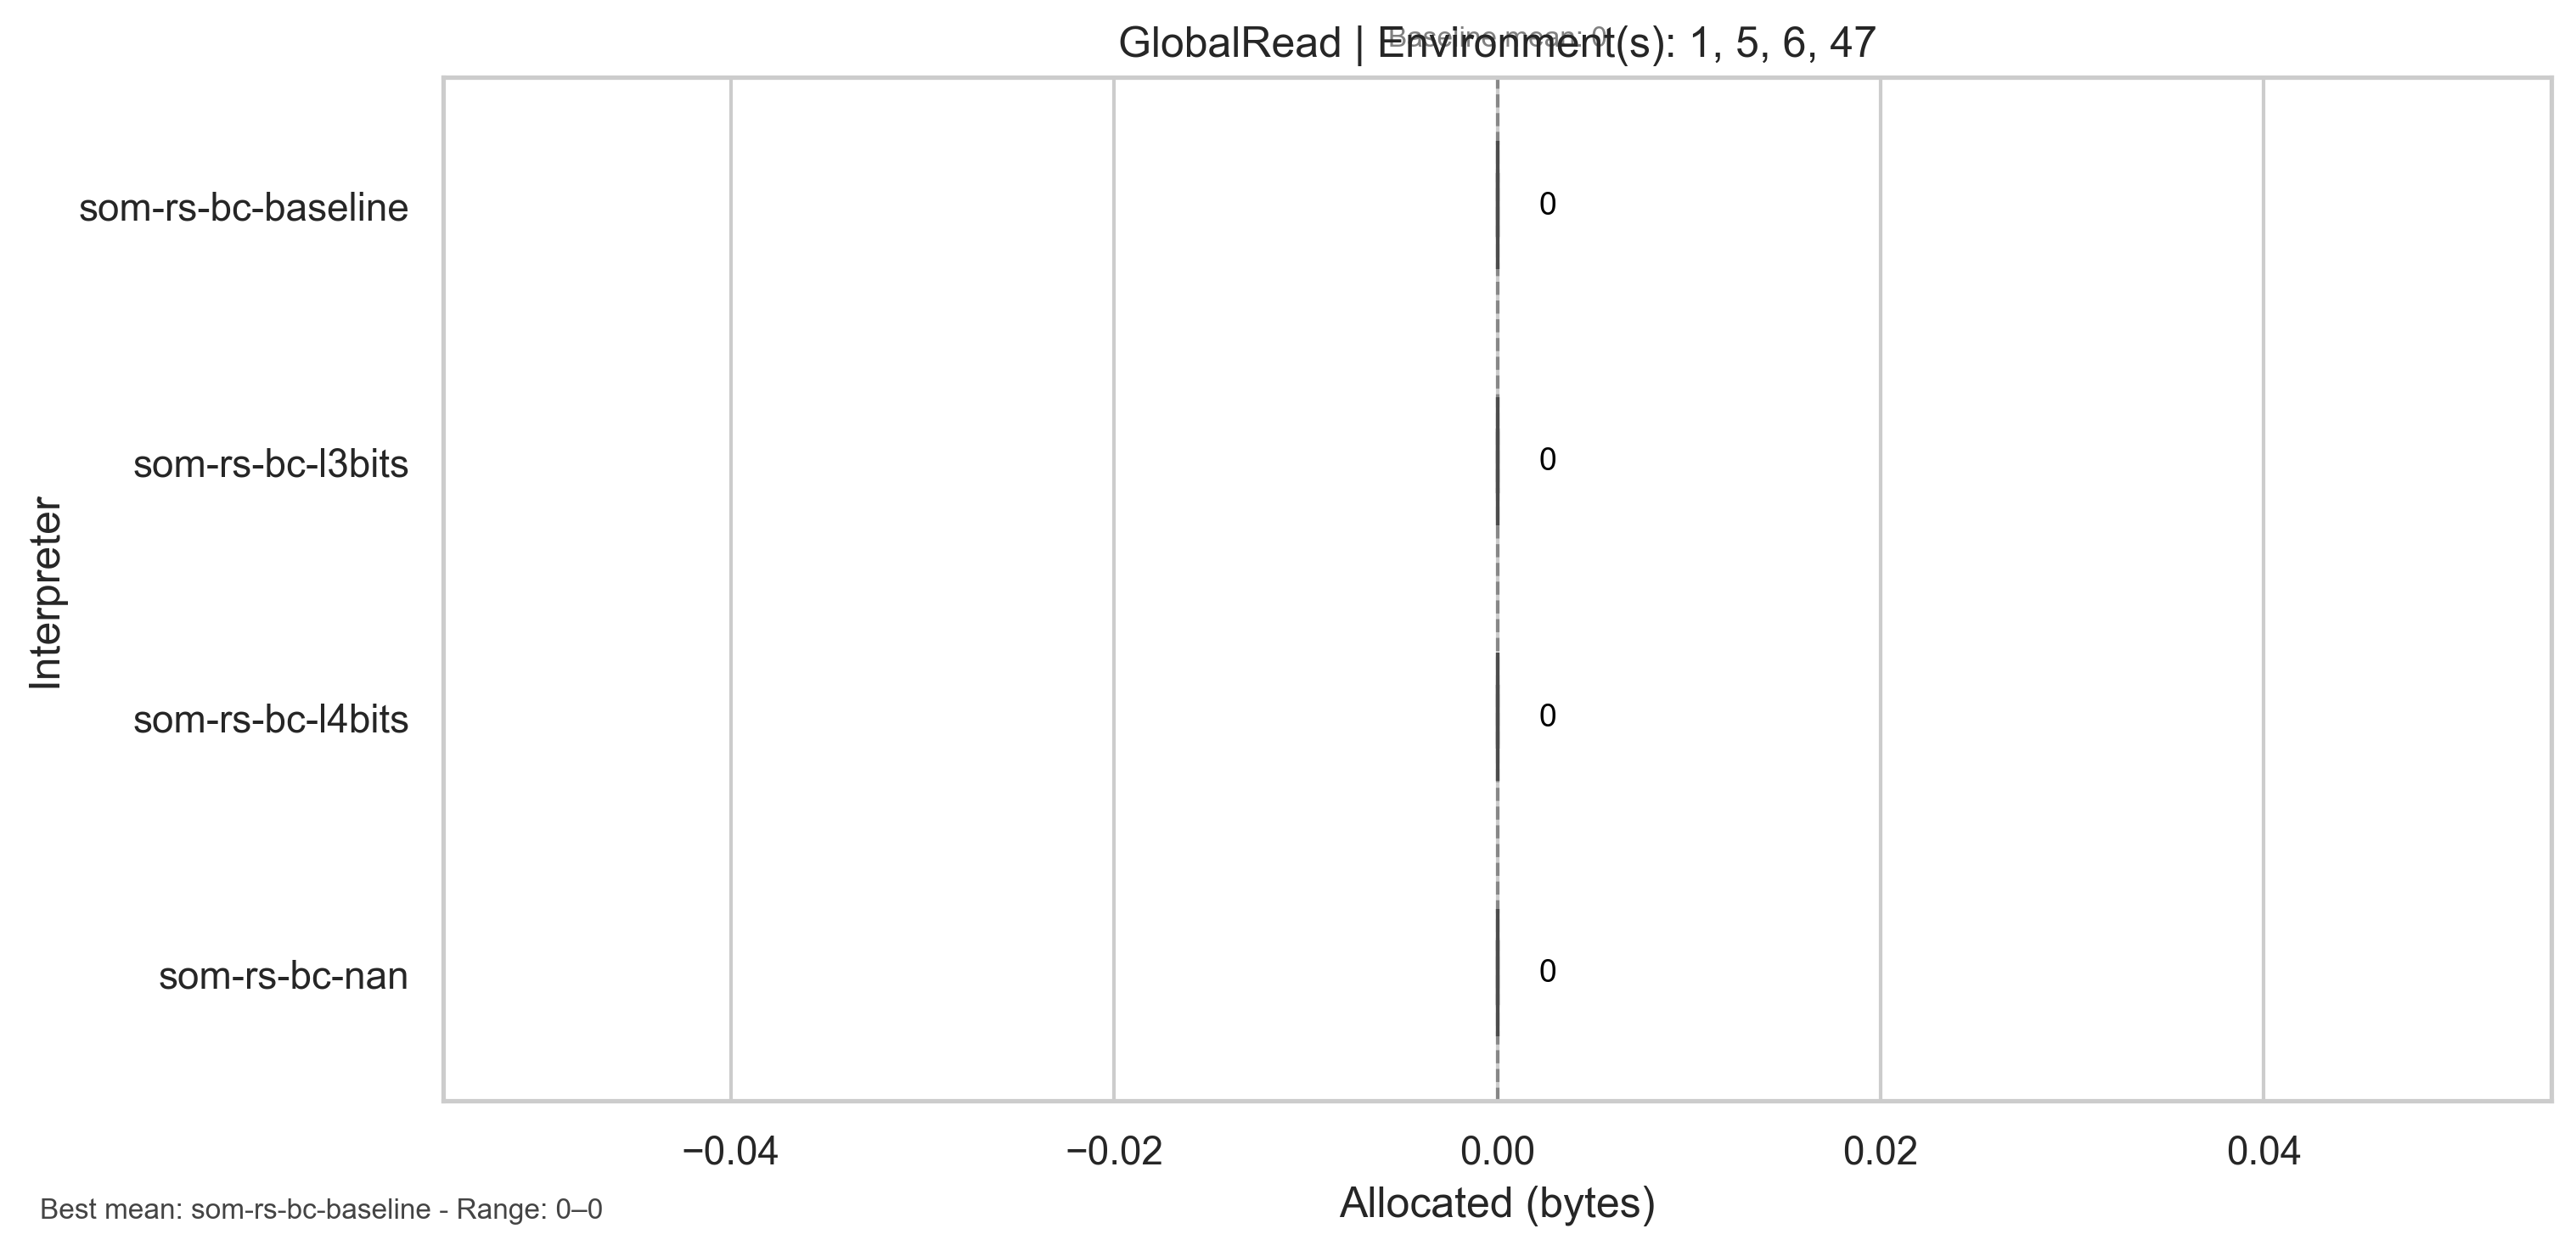 GlobalRead | Environment(s): 1, 5, 6, 47
Baseline mean: 0
som-rs-bc-baseline
0
som-rs-bc-l3bits
0
som-rs-bc-l4bits
0
som-rs-bc-nan
0
Interpreter
−0.04
−0.02
0.00
0.02
0.04
Allocated (bytes)
Best mean: som-rs-bc-baseline - Range: 0–0